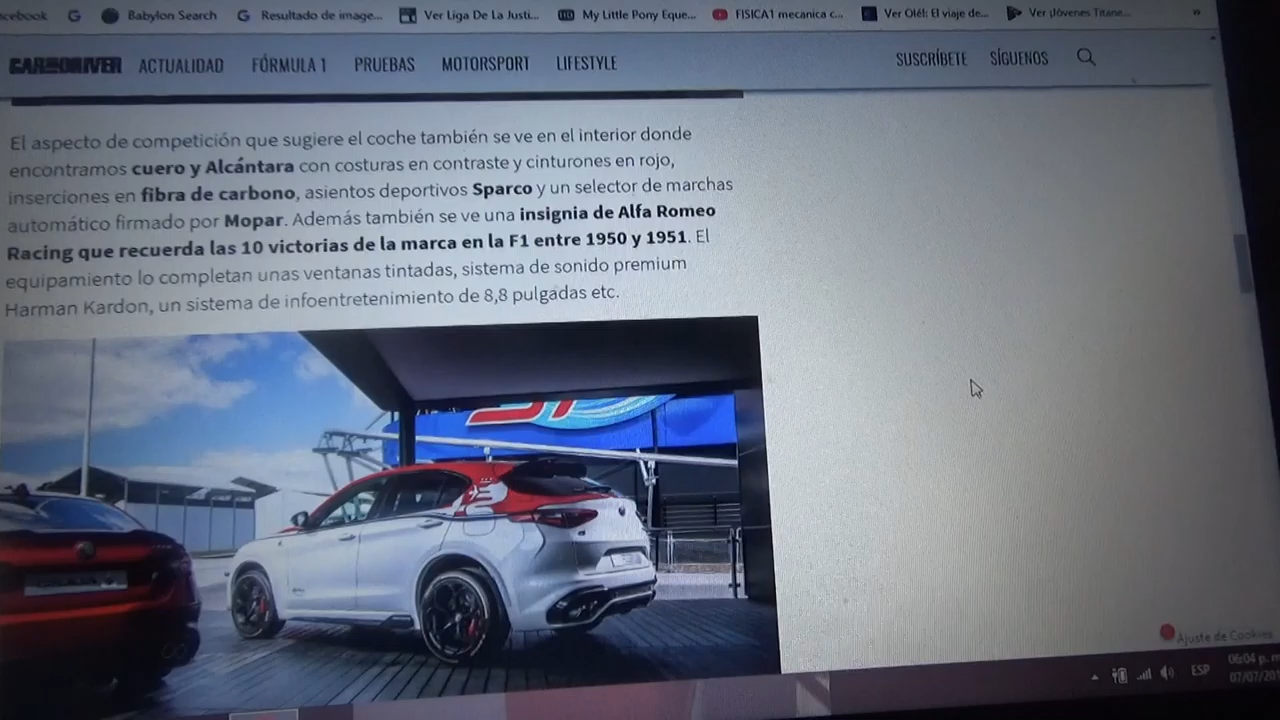 cebook
Babylon Search
Resultado de image...
Ver Liga De La Justi...
My Little Pony Eque...
FISICA1 mecanica c...
Ver Olé!: El viaje de...
Ver ¡Jóvenes Titane...
»
CAR AND DRIVER
ACTUALIDAD
FÓRMULA 1
PRUEBAS
MOTORSPORT
LIFESTYLE
SUSCRÍBETE
SÍGUENOS
El aspecto de competición que sugiere el coche también se ve en el interior donde
encontramos cuero y Alcántara con costuras en contraste y cinturones en rojo,
inserciones en fibra de carbono, asientos deportivos Sparco y un selector de marchas
automático firmado por Mopar. Además también se ve una insignia de Alfa Romeo
Racing que recuerda las 10 victorias de la marca en la F1 entre 1950 y 1951. El
equipamiento lo completan unas ventanas tintadas, sistema de sonido premium
Harman Kardon, un sistema de infoentretenimiento de 8,8 pulgadas etc.
Ajuste de Cookies
ESP
06:04 p. m
07/07/20